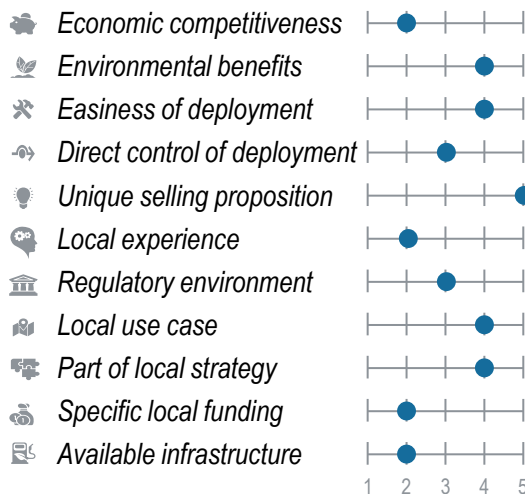 Economic competitiveness
Environmental benefits
Easiness of deployment
Direct control of deployment
Unique selling proposition
Local experience
Regulatory environment
Local use case
Part of local strategy
Specific local funding
Available infrastructure
1 2 3 4 5